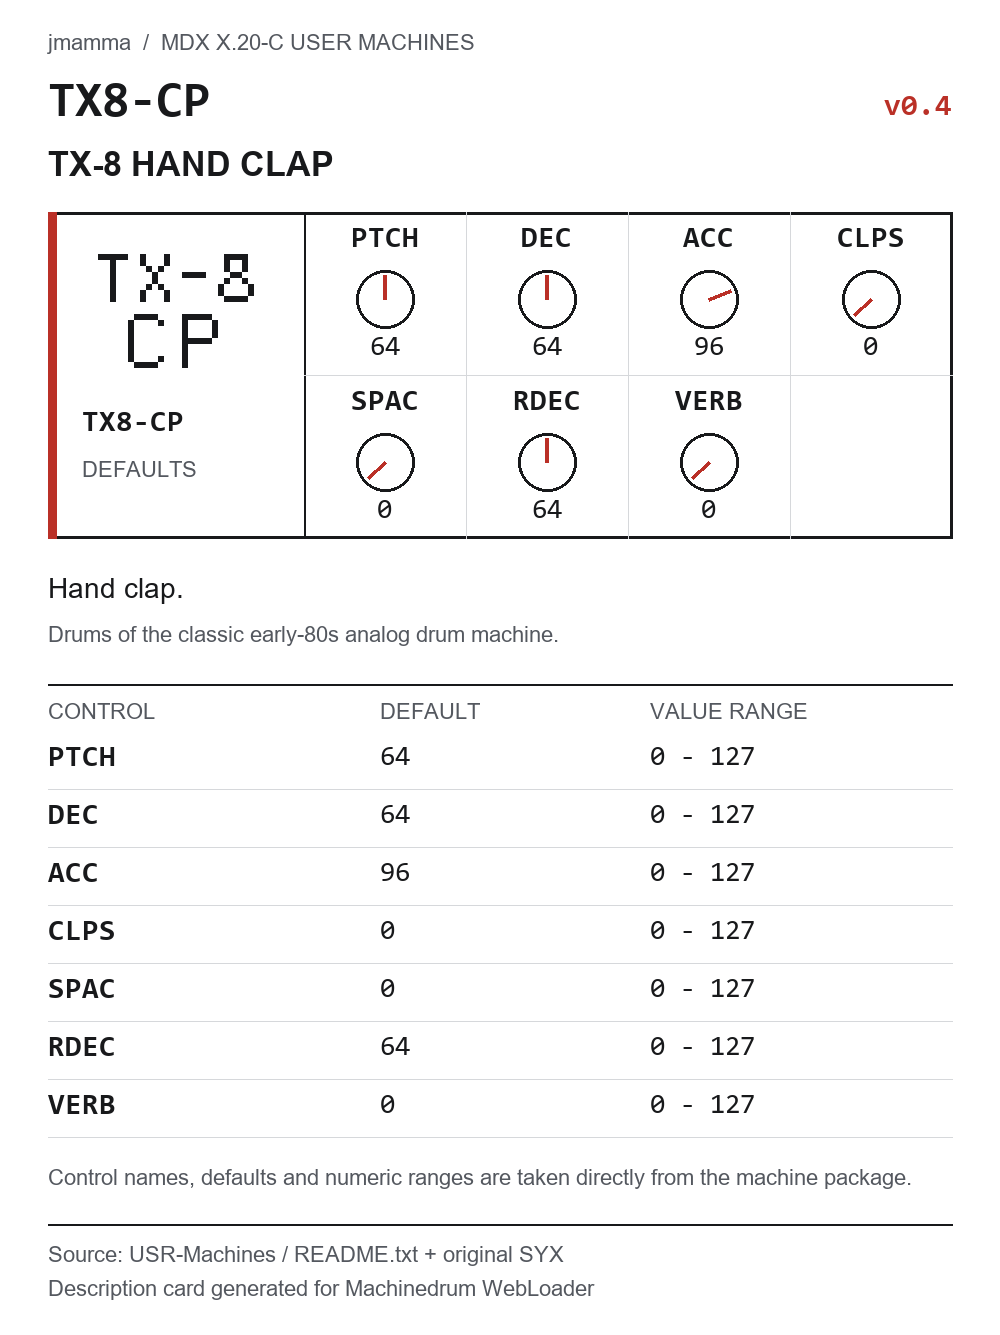 jmamma / MDX X.20-C USER MACHINES
TX8-CP
v0.4
TX-8 HAND CLAP
TX-8
CP
TX8-CP
DEFAULTS
PTCH DEC ACC CLPS
64 64 96 0
SPAC RDEC VERB
0 64 0
Hand clap.
Drums of the classic early-80s analog drum machine.
CONTROL DEFAULT VALUE RANGE
PTCH 64 0 - 127
DEC 64 0 - 127
ACC 96 0 - 127
CLPS 0 0 - 127
SPAC 0 0 - 127
RDEC 64 0 - 127
VERB 0 0 - 127
Control names, defaults and numeric ranges are taken directly from the machine package.
Source: USR-Machines / README.txt + original SYX
Description card generated for Machinedrum WebLoader